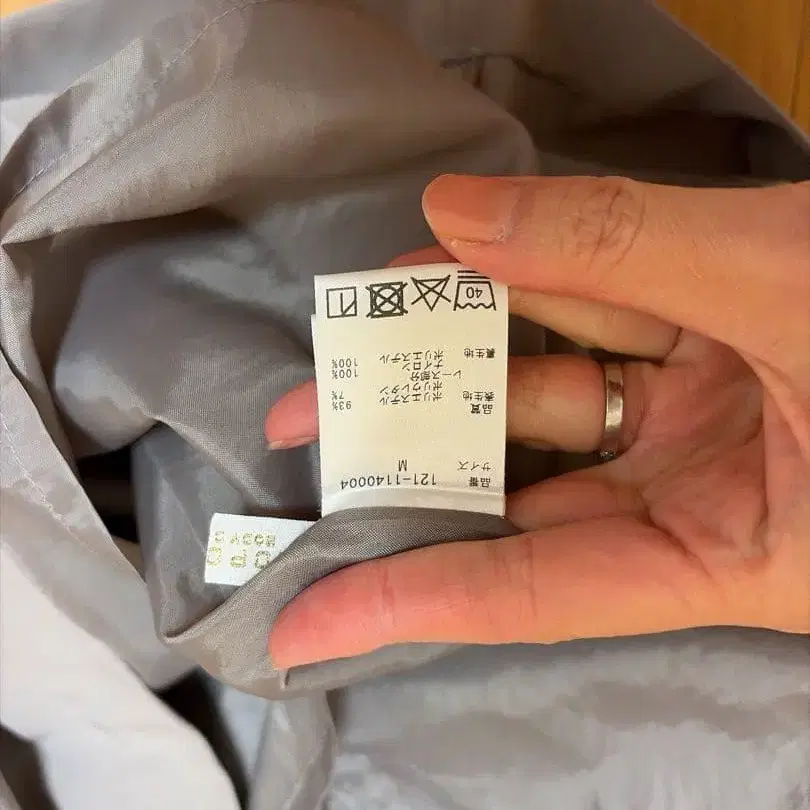 品番 121-1140004
サイズ M
品質
表生地 ポリエステル 93%
ポリウレタン 7%
レース部分
ナイロン 100%
裏生地 ポリエステル 100%
40